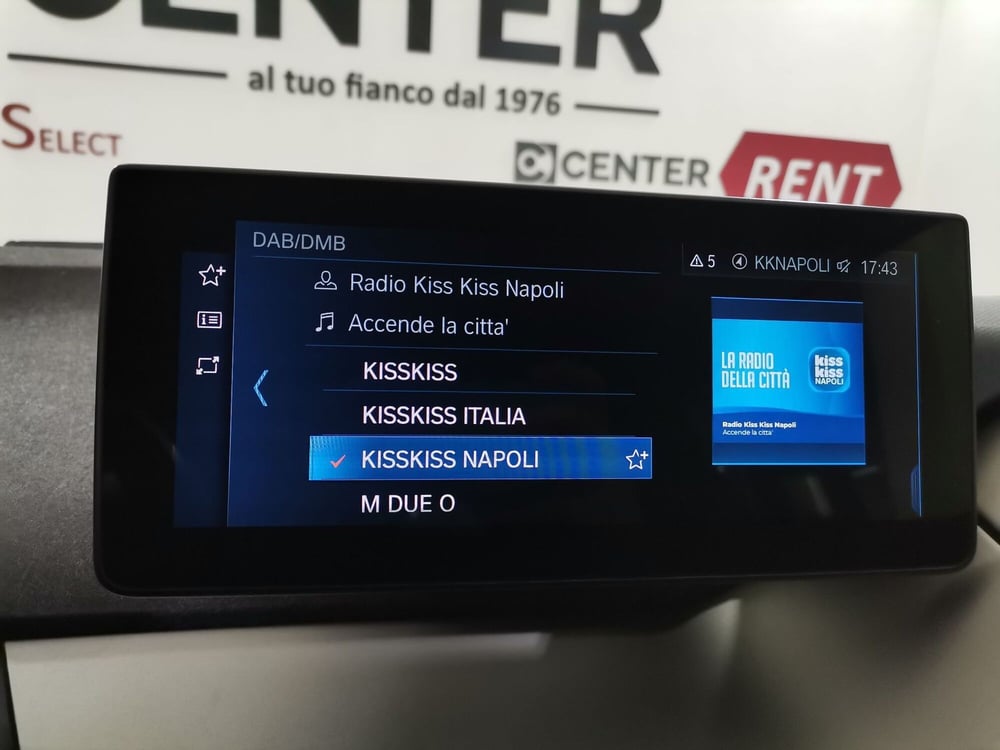 CENTER
al tuo fianco dal 1976
SELECT
CENTER RENT
DAB/DMB
5 KKNAPOLI 17:43
Radio Kiss Kiss Napoli
Accende la citta'
KISSKISS
KISSKISS ITALIA
KISSKISS NAPOLI
M DUE O
LA RADIO
DELLA CITTÀ
kiss
kiss
NAPOLI
Radio Kiss Kiss Napoli
Accende la citta'